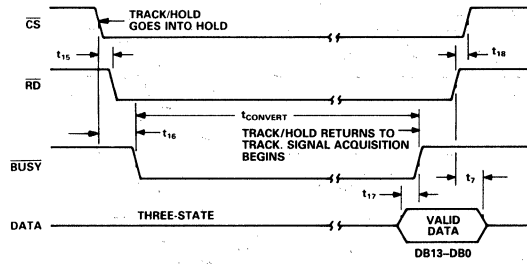 TRACK/HOLD
GOES INTO HOLD
CS
t15
t18
RD
tCONVERT
t16
TRACK/HOLD RETURNS TO
TRACK. SIGNAL ACQUISITION
BEGINS
BUSY
t7
t17
THREE-STATE
DATA
VALID
DATA
DB13–DB0